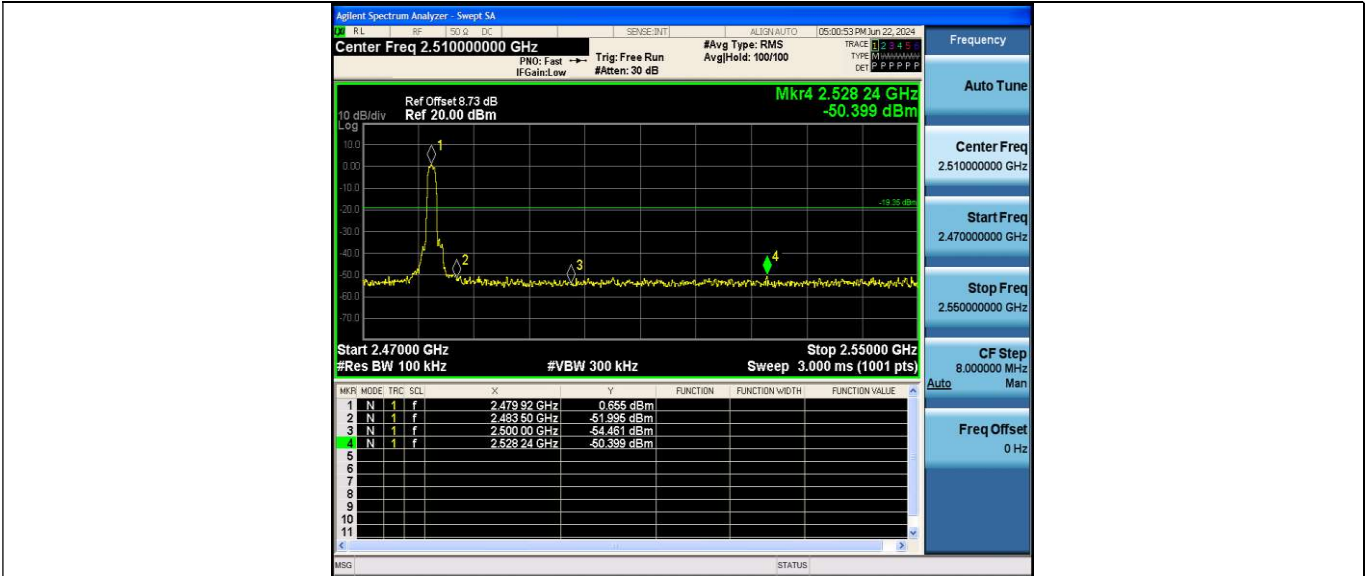 Agilent Spectrum Analyzer - Swept SA
RL RF 50 Ω DC SENSE:INT ALIGN AUTO 05:00:53 PM Jun 22, 2024
Center Freq 2.510000000 GHz
PNO: Fast
IFGain:Low
Trig: Free Run
#Atten: 30 dB
#Avg Type: RMS
Avg|Hold: 100/100
TRACE 1 2 3 4 5 6
TYPE M
DET P P P P P P
Frequency
Mkr4 2.528 24 GHz
-50.399 dBm
Ref Offset 8.73 dB
10 dB/div Ref 20.00 dBm
Log
10.0
0.00
-10.0
-20.0
-30.0
-40.0
-50.0
-60.0
-70.0
1
2
3
4
-19.35 dBm
Start 2.47000 GHz Stop 2.55000 GHz
#Res BW 100 kHz #VBW 300 kHz Sweep 3.000 ms (1001 pts)
MKR MODE TRC SCL X Y FUNCTION FUNCTION WIDTH FUNCTION VALUE
1 N 1 f 2.479 92 GHz 0.655 dBm
2 N 1 f 2.483 50 GHz -51.995 dBm
3 N 1 f 2.500 00 GHz -54.461 dBm
4 N 1 f 2.528 24 GHz -50.399 dBm
5
6
7
8
9
10
11
Auto Tune
Center Freq
2.510000000 GHz
Start Freq
2.470000000 GHz
Stop Freq
2.550000000 GHz
CF Step
8.000000 MHz
Auto Man
Freq Offset
0 Hz
MSG STATUS